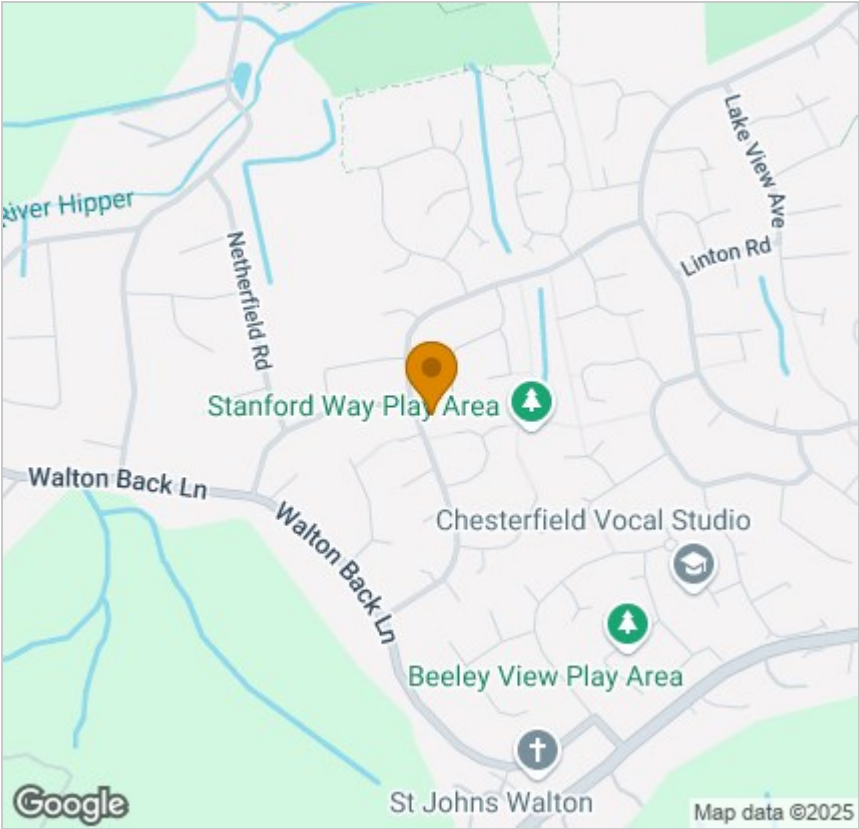 Lake View Ave
River Hipper
Linton Rd
Netherfield Rd
Stanford Way Play Area
Walton Back Ln
Walton Back Ln
Chesterfield Vocal Studio
Beeley View Play Area
St Johns Walton
Google
Map data ©2025